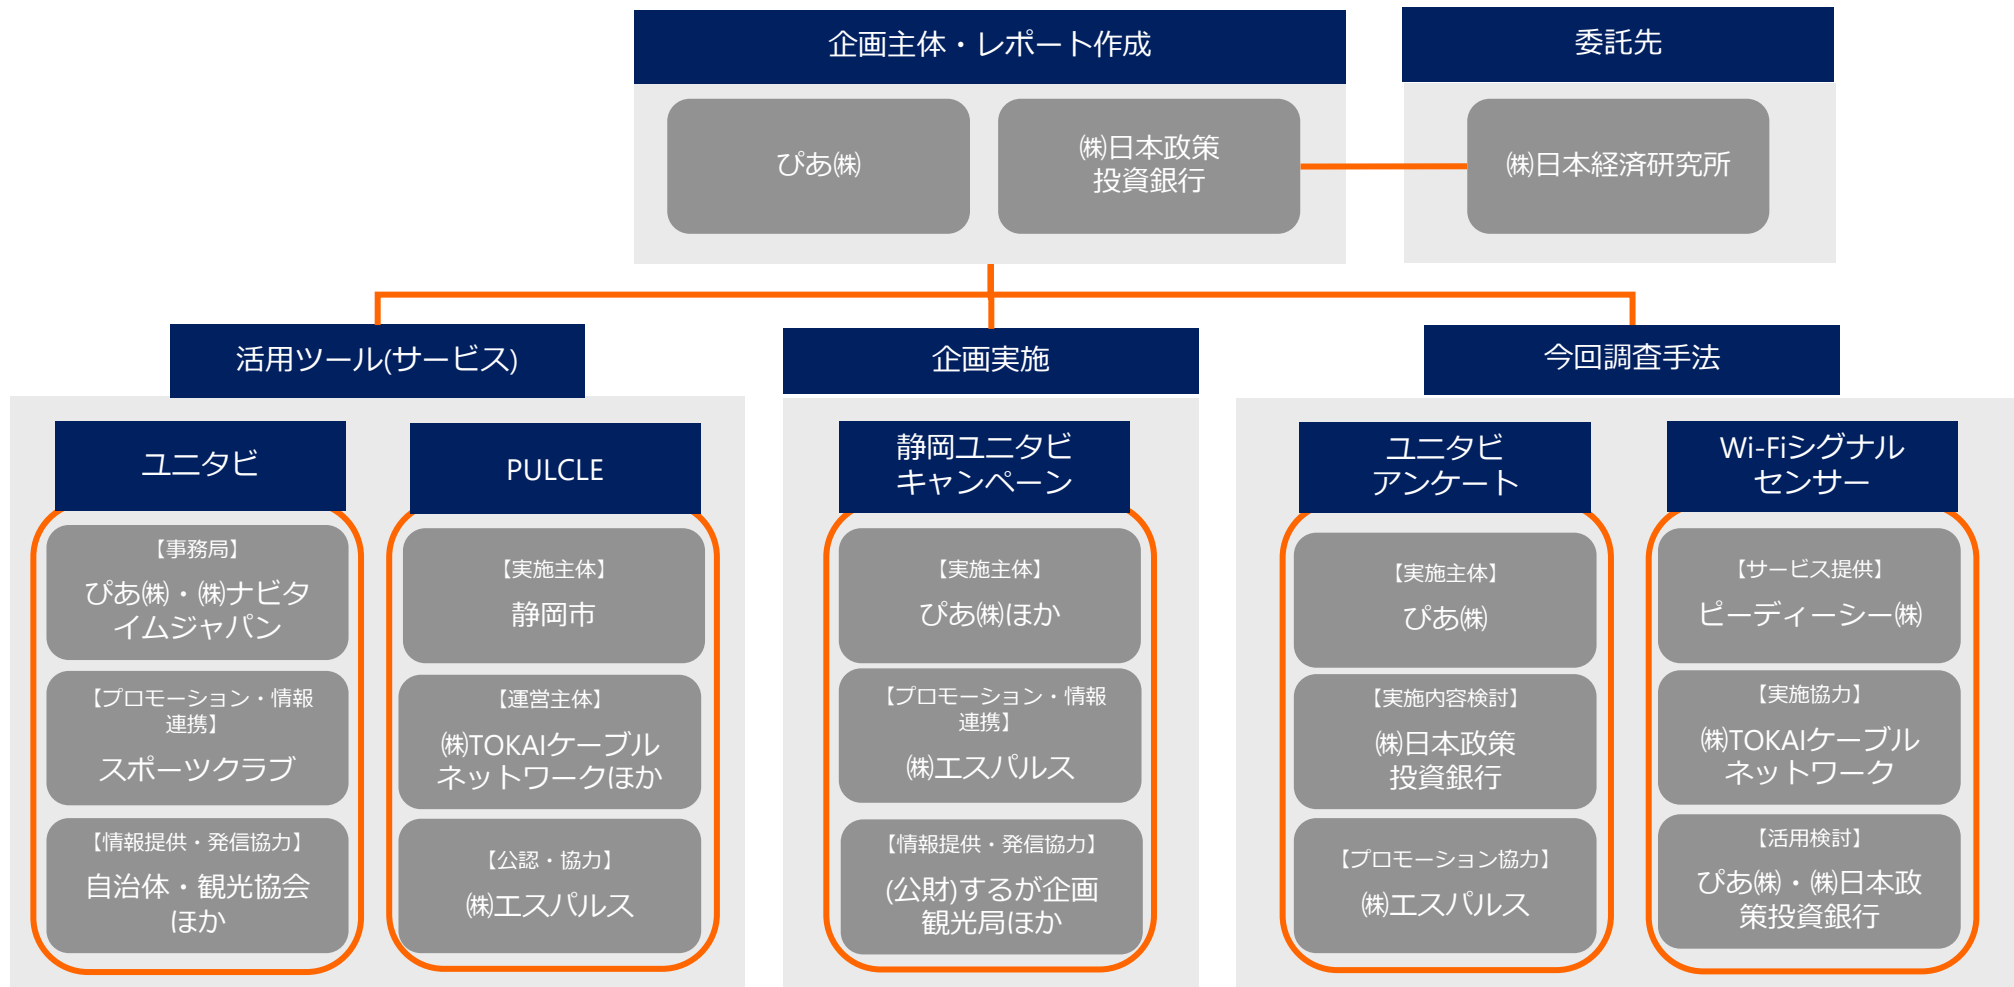 企画主体・レポート作成
ぴあ㈱
㈱日本政策
投資銀行
委託先
㈱日本経済研究所
活用ツール(サービス)
ユニタビ
【事務局】
ぴあ㈱・㈱ナビタ
イムジャパン
【プロモーション・情報
連携】
スポーツクラブ
【情報提供・発信協力】
自治体・観光協会
ほか
PULCLE
【実施主体】
静岡市
【運営主体】
㈱TOKAIケーブル
ネットワークほか
【公認・協力】
㈱エスパルス
企画実施
静岡ユニタビ
キャンペーン
【実施主体】
ぴあ㈱ほか
【プロモーション・情報
連携】
㈱エスパルス
【情報提供・発信協力】
(公財)するが企画
観光局ほか
今回調査手法
ユニタビ
アンケート
【実施主体】
ぴあ㈱
【実施内容検討】
㈱日本政策
投資銀行
【プロモーション協力】
㈱エスパルス
Wi-Fiシグナル
センサー
【サービス提供】
ピーディーシー㈱
【実施協力】
㈱TOKAIケーブル
ネットワーク
【活用検討】
ぴあ㈱・㈱日本政
策投資銀行